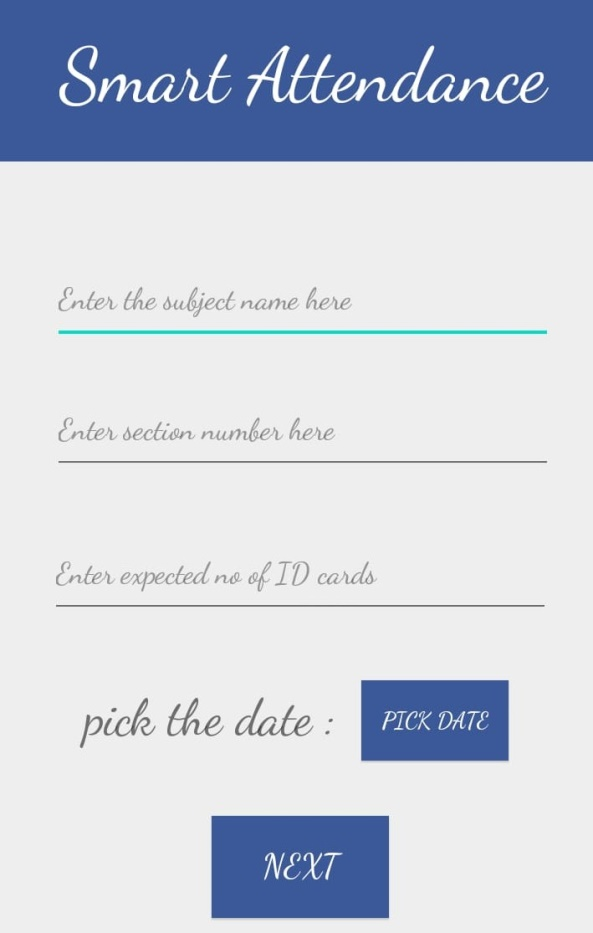 Smart Attendance
Enter the subject name here
Enter section number here
Enter expected no of ID cards
pick the date :
PICK DATE
NEXT